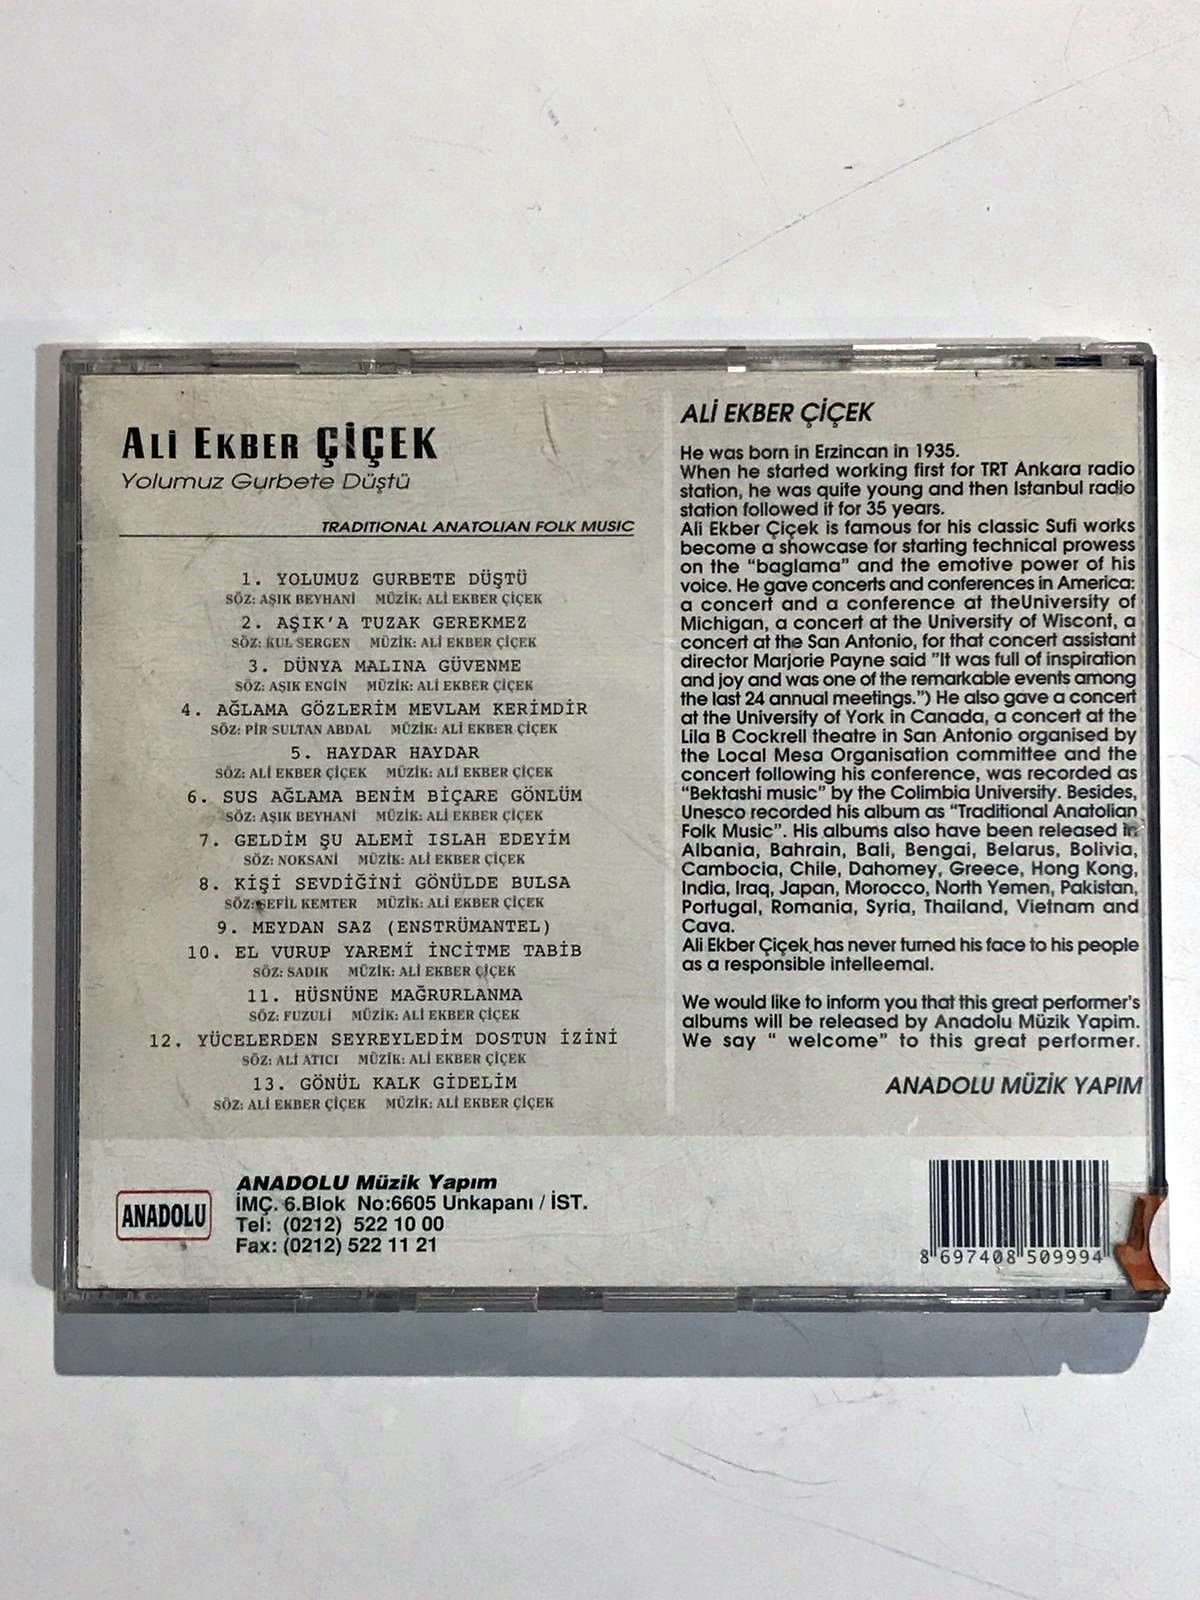 ALİ EKBER ÇİÇEK
Yolumuz Gurbete Düştü
TRADITIONAL ANATOLIAN FOLK MUSIC
1. YOLUMUZ GURBETE DÜŞTÜ
SÖZ: AŞIK BEYHANİ MÜZİK: ALİ EKBER ÇİÇEK
2. AŞIK'A TUZAK GEREKMEZ
SÖZ: KUL SERGEN MÜZİK: ALİ EKBER ÇİÇEK
3. DÜNYA MALINA GÜVENME
SÖZ: AŞIK ENGİN MÜZİK: ALİ EKBER ÇİÇEK
4. AĞLAMA GÖZLERİM MEVLAM KERİMDİR
SÖZ: PİR SULTAN ABDAL MÜZİK: ALİ EKBER ÇİÇEK
5. HAYDAR HAYDAR
SÖZ: ALİ EKBER ÇİÇEK MÜZİK: ALİ EKBER ÇİÇEK
6. SUS AĞLAMA BENİM BİÇARE GÖNLÜM
SÖZ: AŞIK BEYHANİ MÜZİK: ALİ EKBER ÇİÇEK
7. GELDİM ŞU ALEMİ ISLAH EDEYİM
SÖZ: NOKSANİ MÜZİK: ALİ EKBER ÇİÇEK
8. KİŞİ SEVDİĞİNİ GÖNÜLDE BULSA
SÖZ: SEFİL KEMTER MÜZİK: ALİ EKBER ÇİÇEK
9. MEYDAN SAZ (ENSTRÜMANTEL)
10. EL VURUP YAREMİ İNCİTME TABİB
SÖZ: SADIK MÜZİK: ALİ EKBER ÇİÇEK
11. HÜSNÜNE MAĞRURLANMA
SÖZ: FUZULİ MÜZİK: ALİ EKBER ÇİÇEK
12. YÜCELERDEN SEYREYLEDİM DOSTUN İZİNİ
SÖZ: ALİ ATICI MÜZİK: ALİ EKBER ÇİÇEK
13. GÖNÜL KALK GİDELİM
SÖZ: ALİ EKBER ÇİÇEK MÜZİK: ALİ EKBER ÇİÇEK
ALİ EKBER ÇİÇEK
He was born in Erzincan in 1935.
When he started working first for TRT Ankara radio
station, he was quite young and then Istanbul radio
station followed it for 35 years.
Ali Ekber Çiçek is famous for his classic Sufi works
become a showcase for starting technical prowess
on the "baglama" and the emotive power of his
voice. He gave concerts and conferences in America:
a concert and a conference at theUniversity of
Michigan, a concert at the University of Wiscont, a
concert at the San Antonio, for that concert assistant
director Marjorie Payne said "It was full of inspiration
and joy and was one of the remarkable events among
the last 24 annual meetings.") He also gave a concert
at the University of York in Canada, a concert at the
Lila B Cockrell theatre in San Antonio organised by
the Local Mesa Organisation committee and the
concert following his conference, was recorded as
"Bektashi music" by the Colimbia University. Besides,
Unesco recorded his album as "Traditional Anatolian
Folk Music". His albums also have been released in
Albania, Bahrain, Bali, Bengai, Belarus, Bolivia,
Cambocia, Chile, Dahomey, Greece, Hong Kong,
India, Iraq, Japan, Morocco, North Yemen, Pakistan,
Portugal, Romania, Syria, Thailand, Vietnam and
Cava.
Ali Ekber Çiçek has never turned his face to his people
as a responsible intelleemal.
We would like to inform you that this great performer's
albums will be released by Anadolu Müzik Yapim.
We say " welcome" to this great performer.
ANADOLU MÜZİK YAPIM
ANADOLU
ANADOLU Müzik Yapım
İMÇ. 6.Blok No:6605 Unkapanı / İST.
Tel: (0212) 522 10 00
Fax: (0212) 522 11 21
8 697408 509994